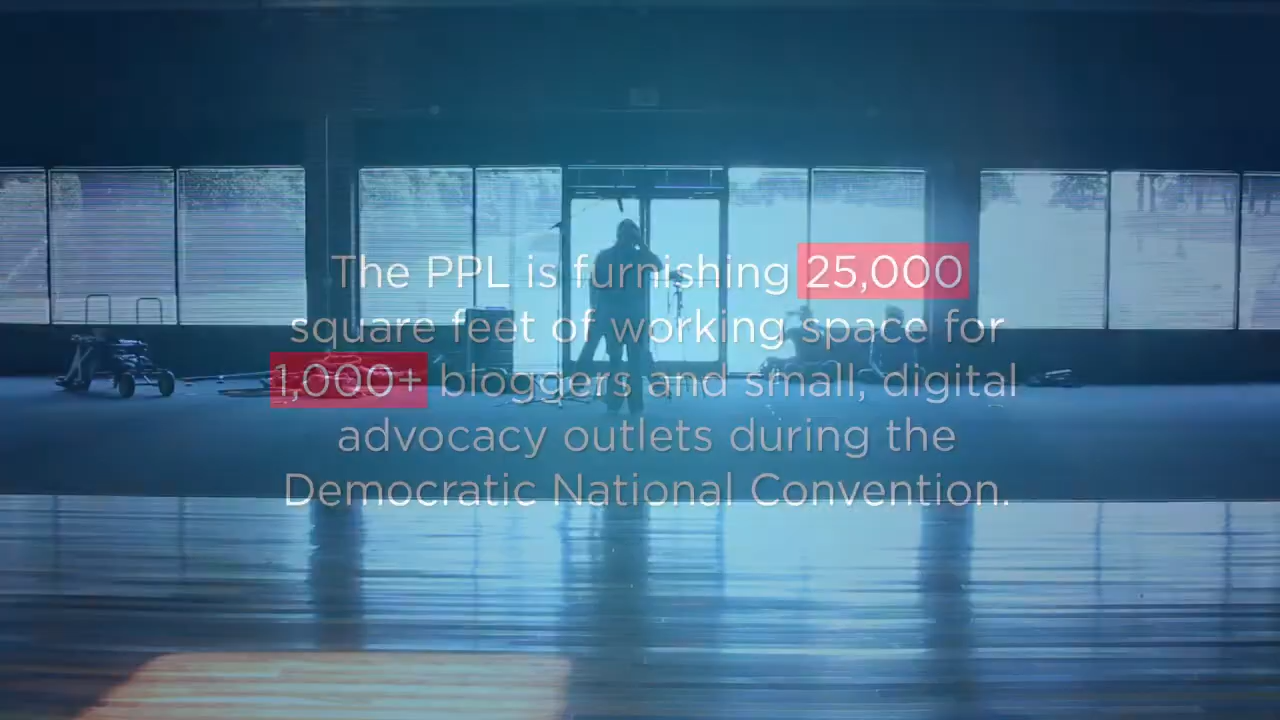 The PPL is furnishing 25,000
square feet of working space for
1,000+ bloggers and small, digital
advocacy outlets during the
Democratic National Convention.